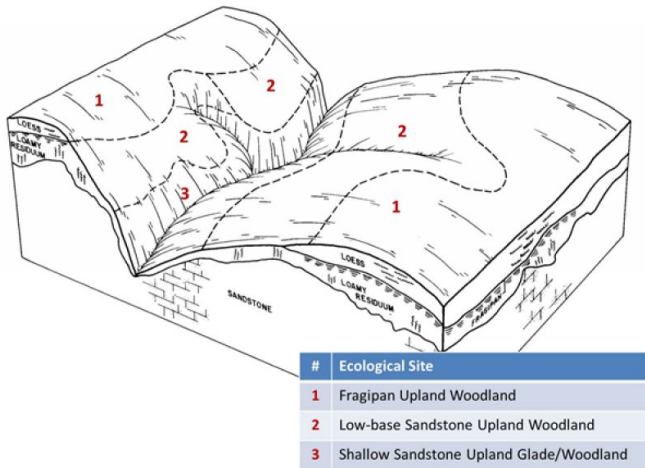 1
2
LOESS
LOAMY
RESIDUUM
2
2
3
1
LOESS
LOAMY
RESIDUUM
SANDSTONE
FRAGIPAN
# Ecological Site
1 Fragipan Upland Woodland
2 Low-base Sandstone Upland Woodland
3 Shallow Sandstone Upland Glade/Woodland